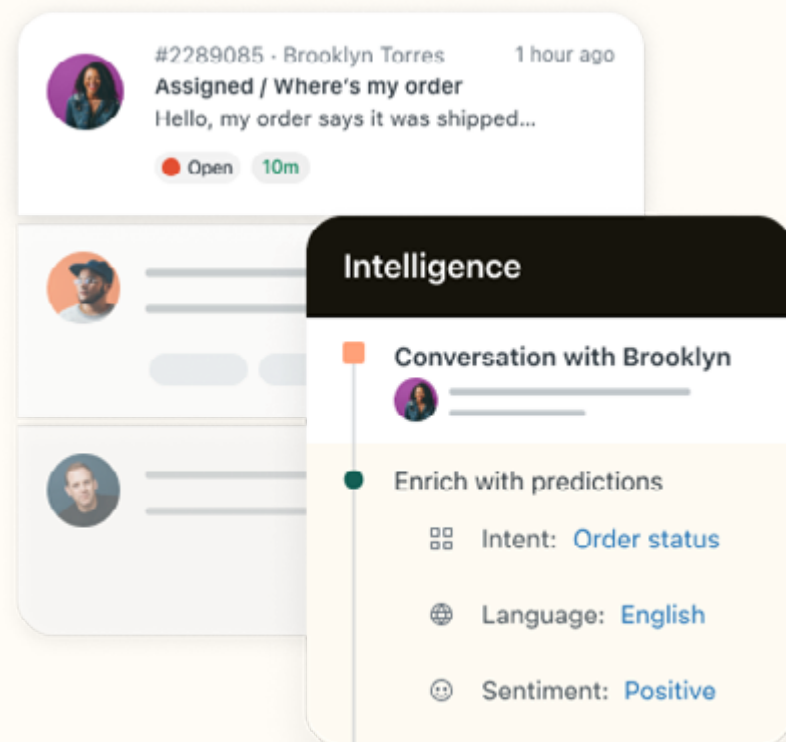 #2289085 · Brooklyn Torres 1 hour ago
Assigned / Where's my order
Hello, my order says it was shipped...
Open 10m
Intelligence
Conversation with Brooklyn
Enrich with predictions
Intent: Order status
Language: English
Sentiment: Positive